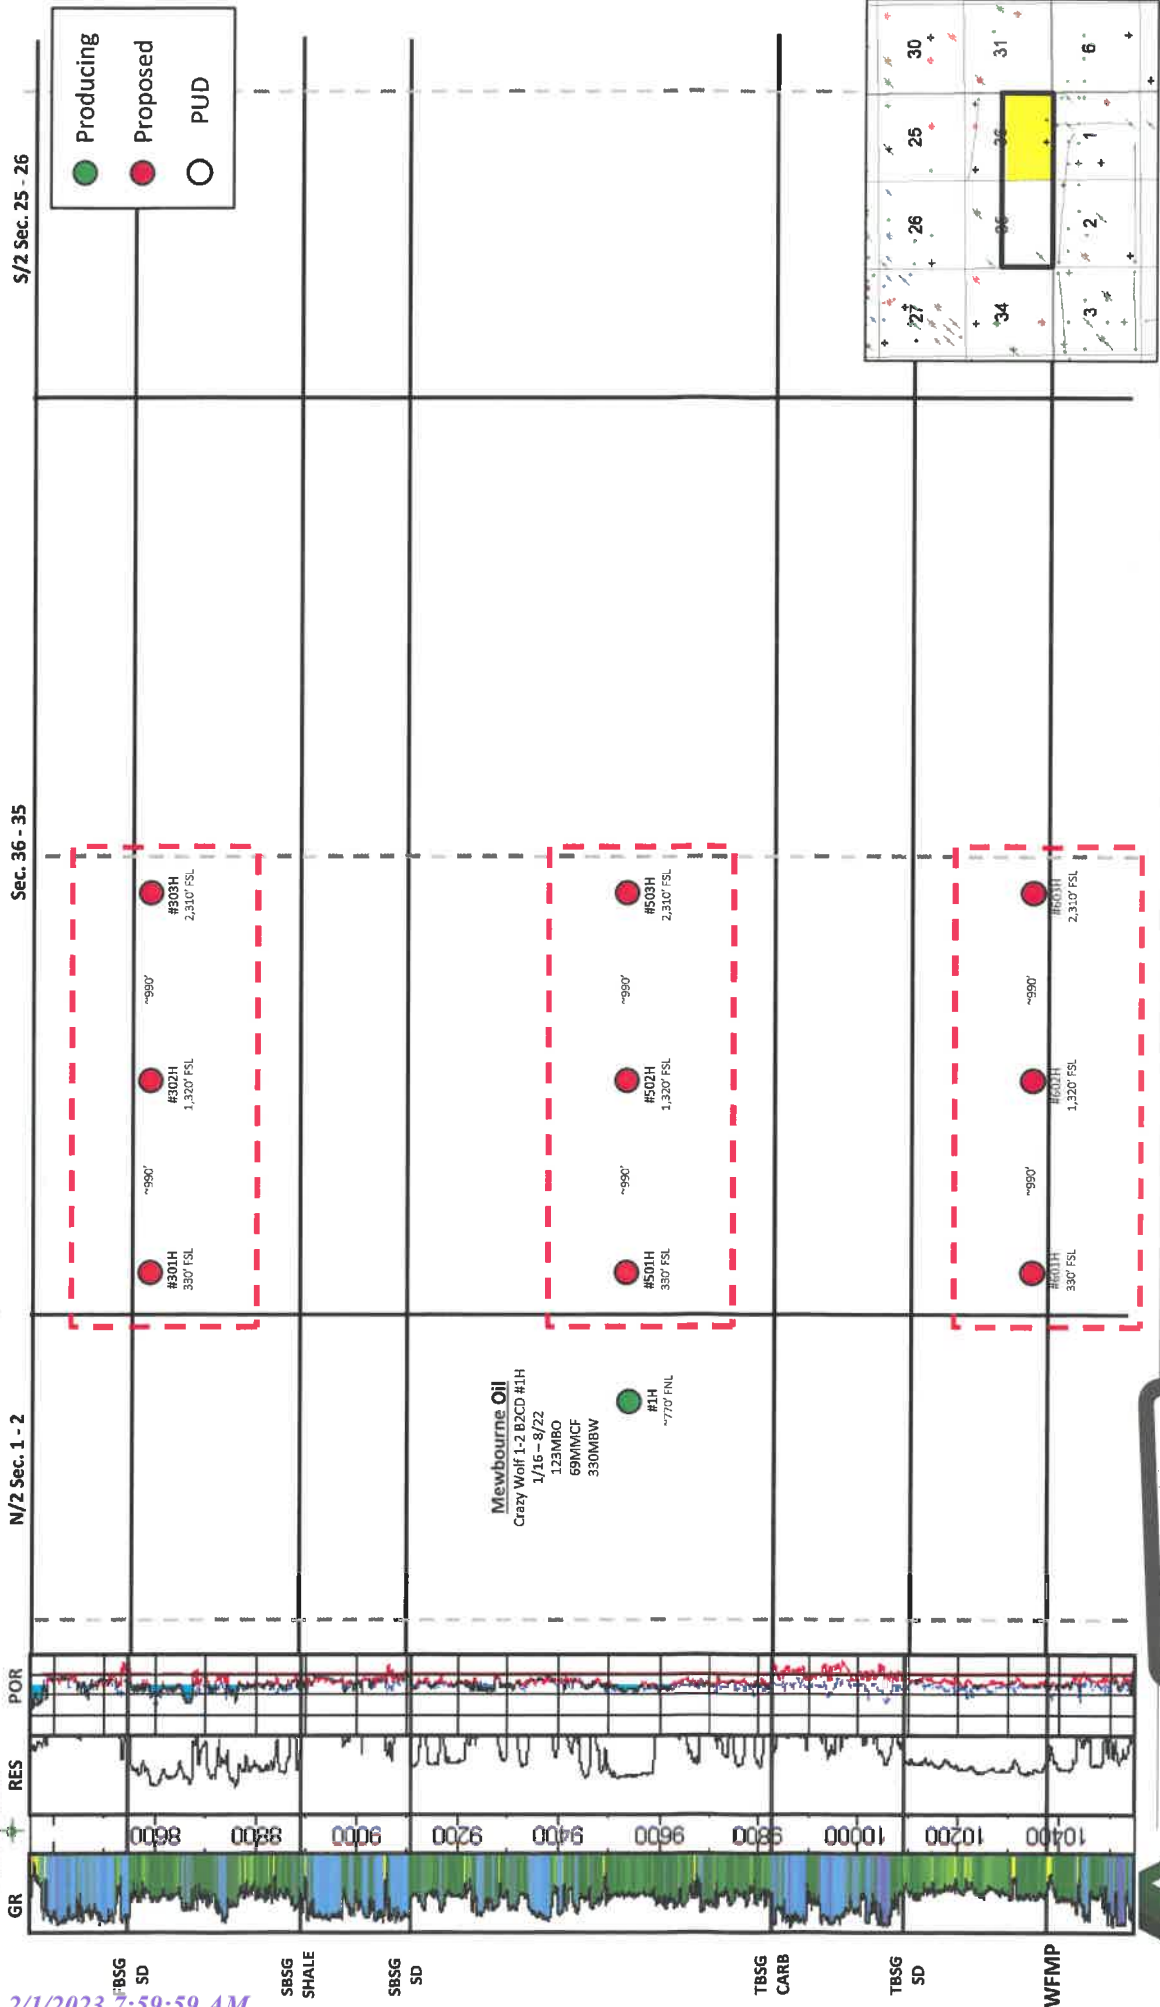 N/2 Sec. 1 - 2
Sec. 36 - 35
S/2 Sec. 25 - 26
GR
RES
POR
Producing
Proposed
PUD
FBSG
SD
SBSG
SHALE
SBSG
SD
TBSG
CARB
TBSG
SD
WFMP
8600
8800
9000
9200
9400
9600
9800
10000
10200
10400
#301H
330' FSL
~990'
#302H
1,320' FSL
~990'
#303H
2,310' FSL
Mewbourne Oil
Crazy Wolf 1-2 B2CD #1H
1/16 – 8/22
123MBO
69MMCF
330MBW
#1H
~770' FNL
#501H
330' FSL
~990'
#502H
1,320' FSL
~990'
#503H
2,310' FSL
#601H
330' FSL
~990'
#602H
1,320' FSL
~990'
#603H
2,310' FSL
27
26
25
30
34
35
36
31
3
2
1
6
2/1/2023 7:59:59 AM